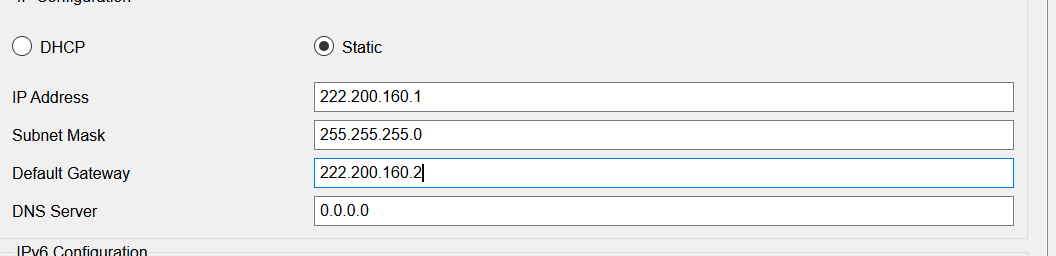 IP Configuration
DHCP Static
IP Address 222.200.160.1
Subnet Mask 255.255.255.0
Default Gateway 222.200.160.2
DNS Server 0.0.0.0
IPv6 Configuration